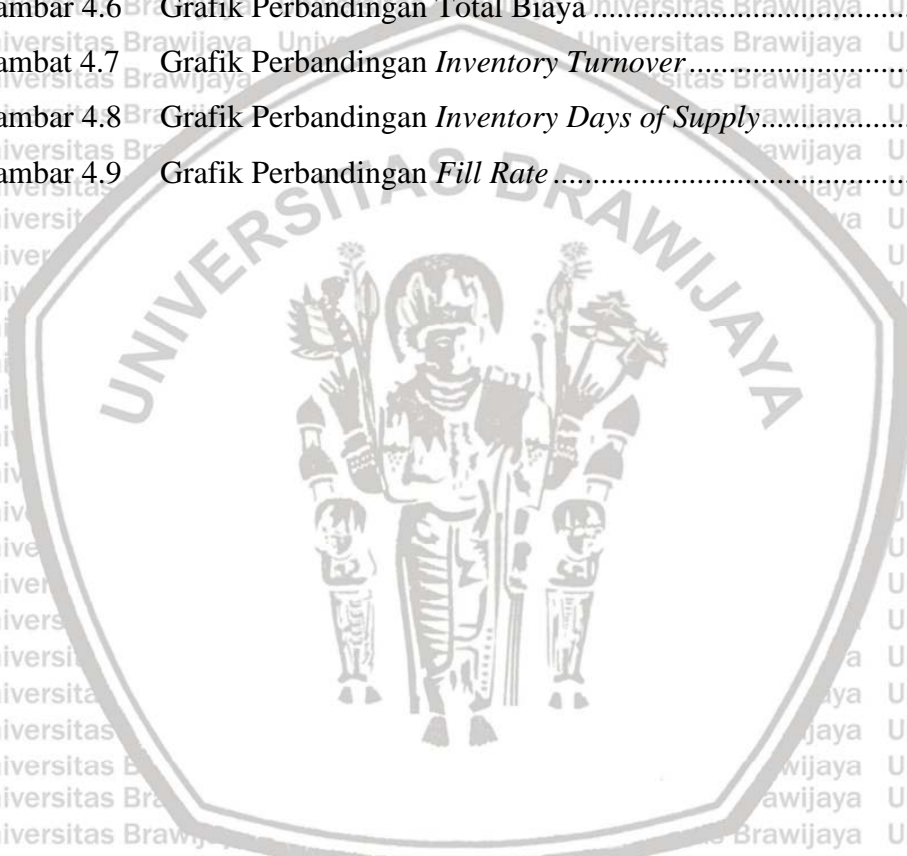 ambar 4.6 Grafik Perbandingan Total Biaya
ambat 4.7 Grafik Perbandingan Inventory Turnover
ambar 4.8 Grafik Perbandingan Inventory Days of Supply
ambar 4.9 Grafik Perbandingan Fill Rate
UNIVERSITAS BRAWIJAYA